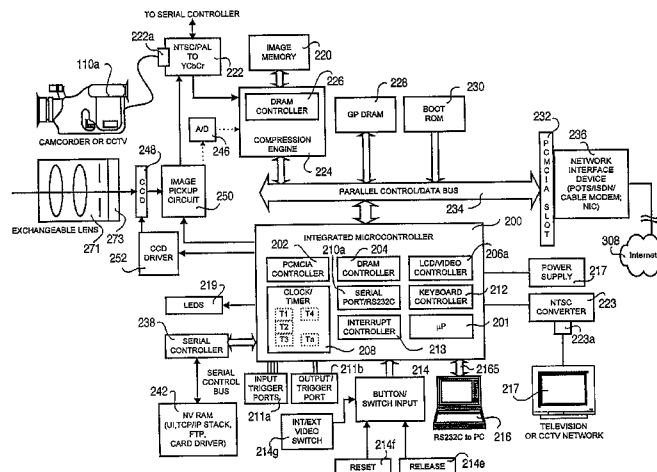 TO SERIAL CONTROLLER
222a
NTSC/PAL
TO
YCbCr
222
IMAGE
MEMORY
220
110a
CAMCORDER OR CCTV
226
DRAM CONTROLLER
COMPRESSION
ENGINE
224
GP DRAM
228
BOOT
ROM
230
232
PCMCIA SLOT
236
NETWORK
INTERFACE
DEVICE
(POTS/ISDN/
CABLE MODEM;
NIC)
A/D
246
248
CCD
IMAGE
PICKUP
CIRCUIT
250
EXCHANGEABLE LENS
271
273
PARALLEL CONTROL/DATA BUS
234
308
Internet
CCD
DRIVER
252
200
INTEGRATED MICROCONTROLLER
202
210a
204
206a
PCMCIA
CONTROLLER
DRAM
CONTROLLER
LCD/VIDEO
CONTROLLER
CLOCK/
TIMER
T1
T4
T2
T3
Tn
208
SERIAL
PORT/RS232C
KEYBOARD
CONTROLLER
212
INTERRUPT
CONTROLLER
213
µP
201
POWER
SUPPLY
217
NTSC
CONVERTER
223
223a
LEDS
219
238
SERIAL
CONTROLLER
SERIAL
CONTROL
BUS
242
NV RAM
(UI,TCP/IP STACK,
FTP,
CARD DRIVER)
INPUT
TRIGGER
PORTS
211a
OUTPUT/
TRIGGER
PORT
211b
214
BUTTON/
SWITCH INPUT
2165
RS232C to PC
216
INT/EXT
VIDEO
SWITCH
214g
214f
RESET
RELEASE
214e
217
TELEVISION
OR CCTV NETWORK